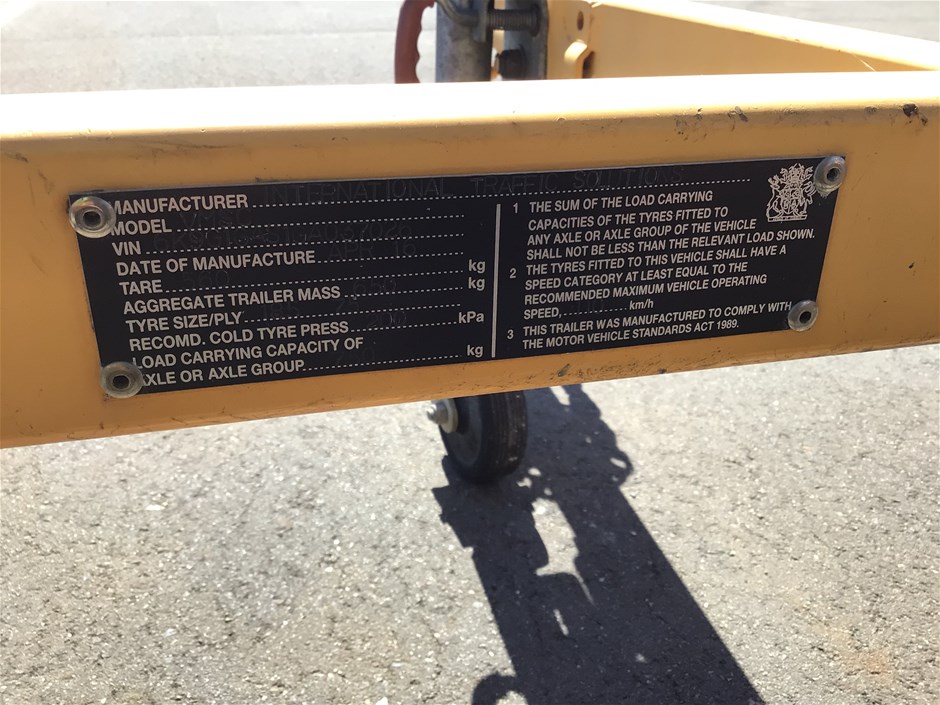 MANUFACTURER INTERNATIONAL TRAFFIC SOLUTIONS
MODEL
VIN
DATE OF MANUFACTURE APR 16
TARE kg
AGGREGATE TRAILER MASS 650 kg
TYRE SIZE/PLY
RECOMD. COLD TYRE PRESS kPa
LOAD CARRYING CAPACITY OF
AXLE OR AXLE GROUP kg
1 THE SUM OF THE LOAD CARRYING
CAPACITIES OF THE TYRES FITTED TO
ANY AXLE OR AXLE GROUP OF THE VEHICLE
SHALL NOT BE LESS THAN THE RELEVANT LOAD SHOWN.
2 THE TYRES FITTED TO THIS VEHICLE SHALL HAVE A
SPEED CATEGORY AT LEAST EQUAL TO THE
RECOMMENDED MAXIMUM VEHICLE OPERATING
SPEED, km/h
3 THIS TRAILER WAS MANUFACTURED TO COMPLY WITH
THE MOTOR VEHICLE STANDARDS ACT 1989.